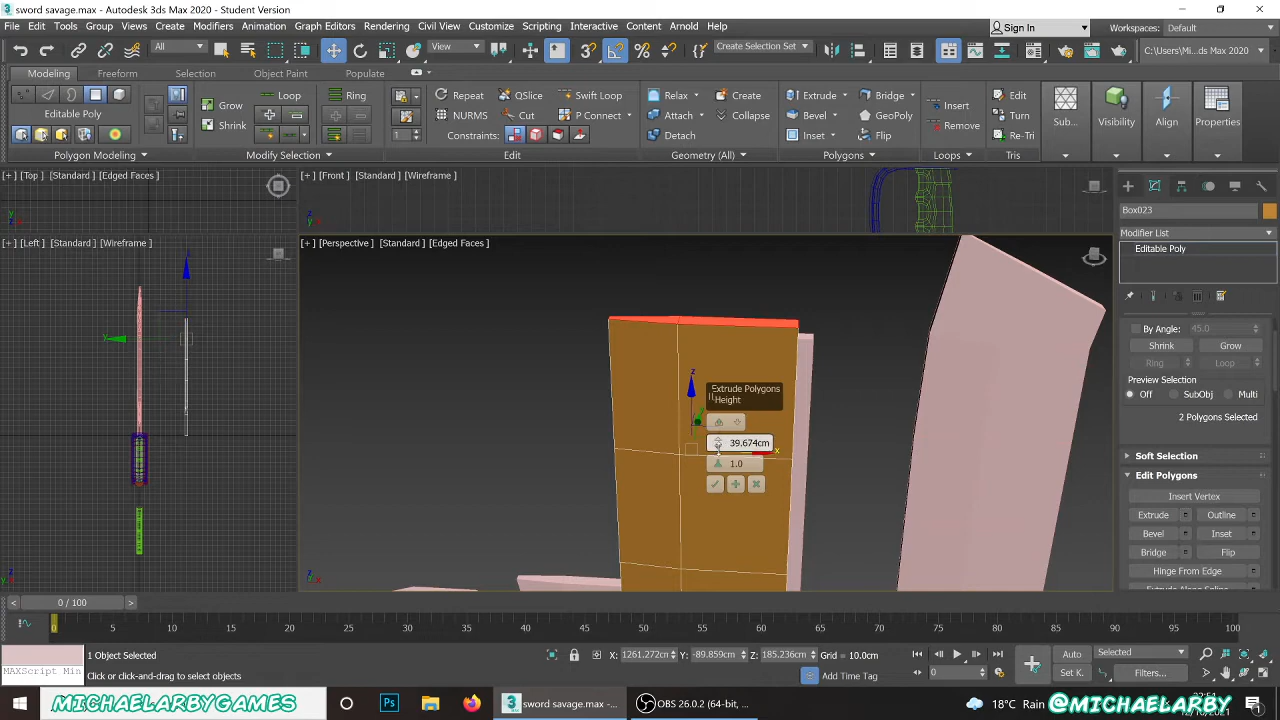 sword savage.max - Autodesk 3ds Max 2020 - Student Version
File Edit Tools Group Views Create Modifiers Animation Graph Editors Rendering Civil View Customize Scripting Interactive Content Arnold Help
Sign In
Workspaces: Default
All
View
Create Selection Set
C:\Users\Mi...ds Max 2020
Modeling Freeform Selection Object Paint Populate
Editable Poly
Grow
Shrink
Loop
Ring
Repeat QSlice Swift Loop
NURMS Cut P Connect
Constraints:
1
Relax Create
Attach Collapse
Detach
Extrude Bridge
Bevel GeoPoly
Inset Flip
Insert
Remove
Edit
Turn
Re-Tri
Sub...
Visibility
Align
Properties
Polygon Modeling Modify Selection Edit Geometry (All) Polygons Loops Tris
[+] [Top] [Standard] [Edged Faces]
[+] [Front] [Standard] [Wireframe]
[+] [Left] [Standard] [Wireframe]
[+] [Perspective] [Standard] [Edged Faces]
Extrude Polygons
Height
39.674cm
1.0
z
x
y
Box023
Modifier List
Editable Poly
By Angle: 45.0
Shrink Grow
Ring Loop
Preview Selection
Off SubObj Multi
2 Polygons Selected
Soft Selection
Edit Polygons
Insert Vertex
Extrude Outline
Bevel Inset
Bridge Flip
Hinge From Edge
Extrude Along Spline
0 / 100
0 5 10 15 20 25 30 35 40 45 50 55 60 65 70 75 80 85 90 95 100
MAXScript Min
1 Object Selected
Click or click-and-drag to select objects
X: 1261.272cm Y: -89.859cm Z: 185.236cm Grid = 10.0cm
Add Time Tag
0
Auto Selected
Set K. Filters...
MICHAELARBYGAMES
sword savage.max -...
OBS 26.0.2 (64-bit, ...
18°C Rain
@MICHAELARBY